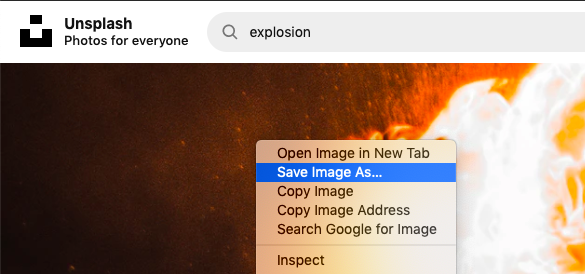 Unsplash
Photos for everyone
explosion
Open Image in New Tab
Save Image As...
Copy Image
Copy Image Address
Search Google for Image
Inspect